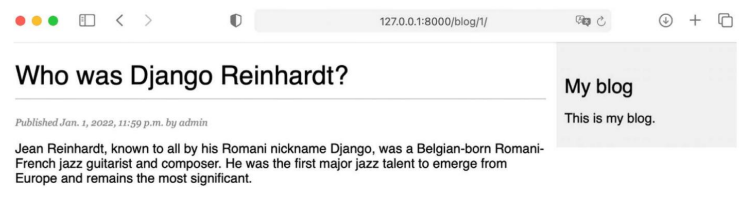 127.0.0.1:8000/blog/1/
Who was Django Reinhardt?
Published Jan. 1, 2022, 11:59 p.m. by admin
Jean Reinhardt, known to all by his Romani nickname Django, was a Belgian-born Romani-
French jazz guitarist and composer. He was the first major jazz talent to emerge from
Europe and remains the most significant.
My blog
This is my blog.